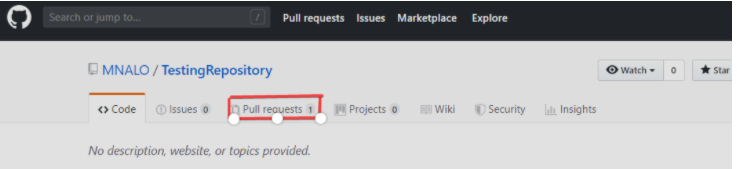 Search or jump to... / Pull requests Issues Marketplace Explore
MNALO / TestingRepository Watch 0 Star
Code Issues 0 Pull requests 1 Projects 0 Wiki Security Insights
No description, website, or topics provided.